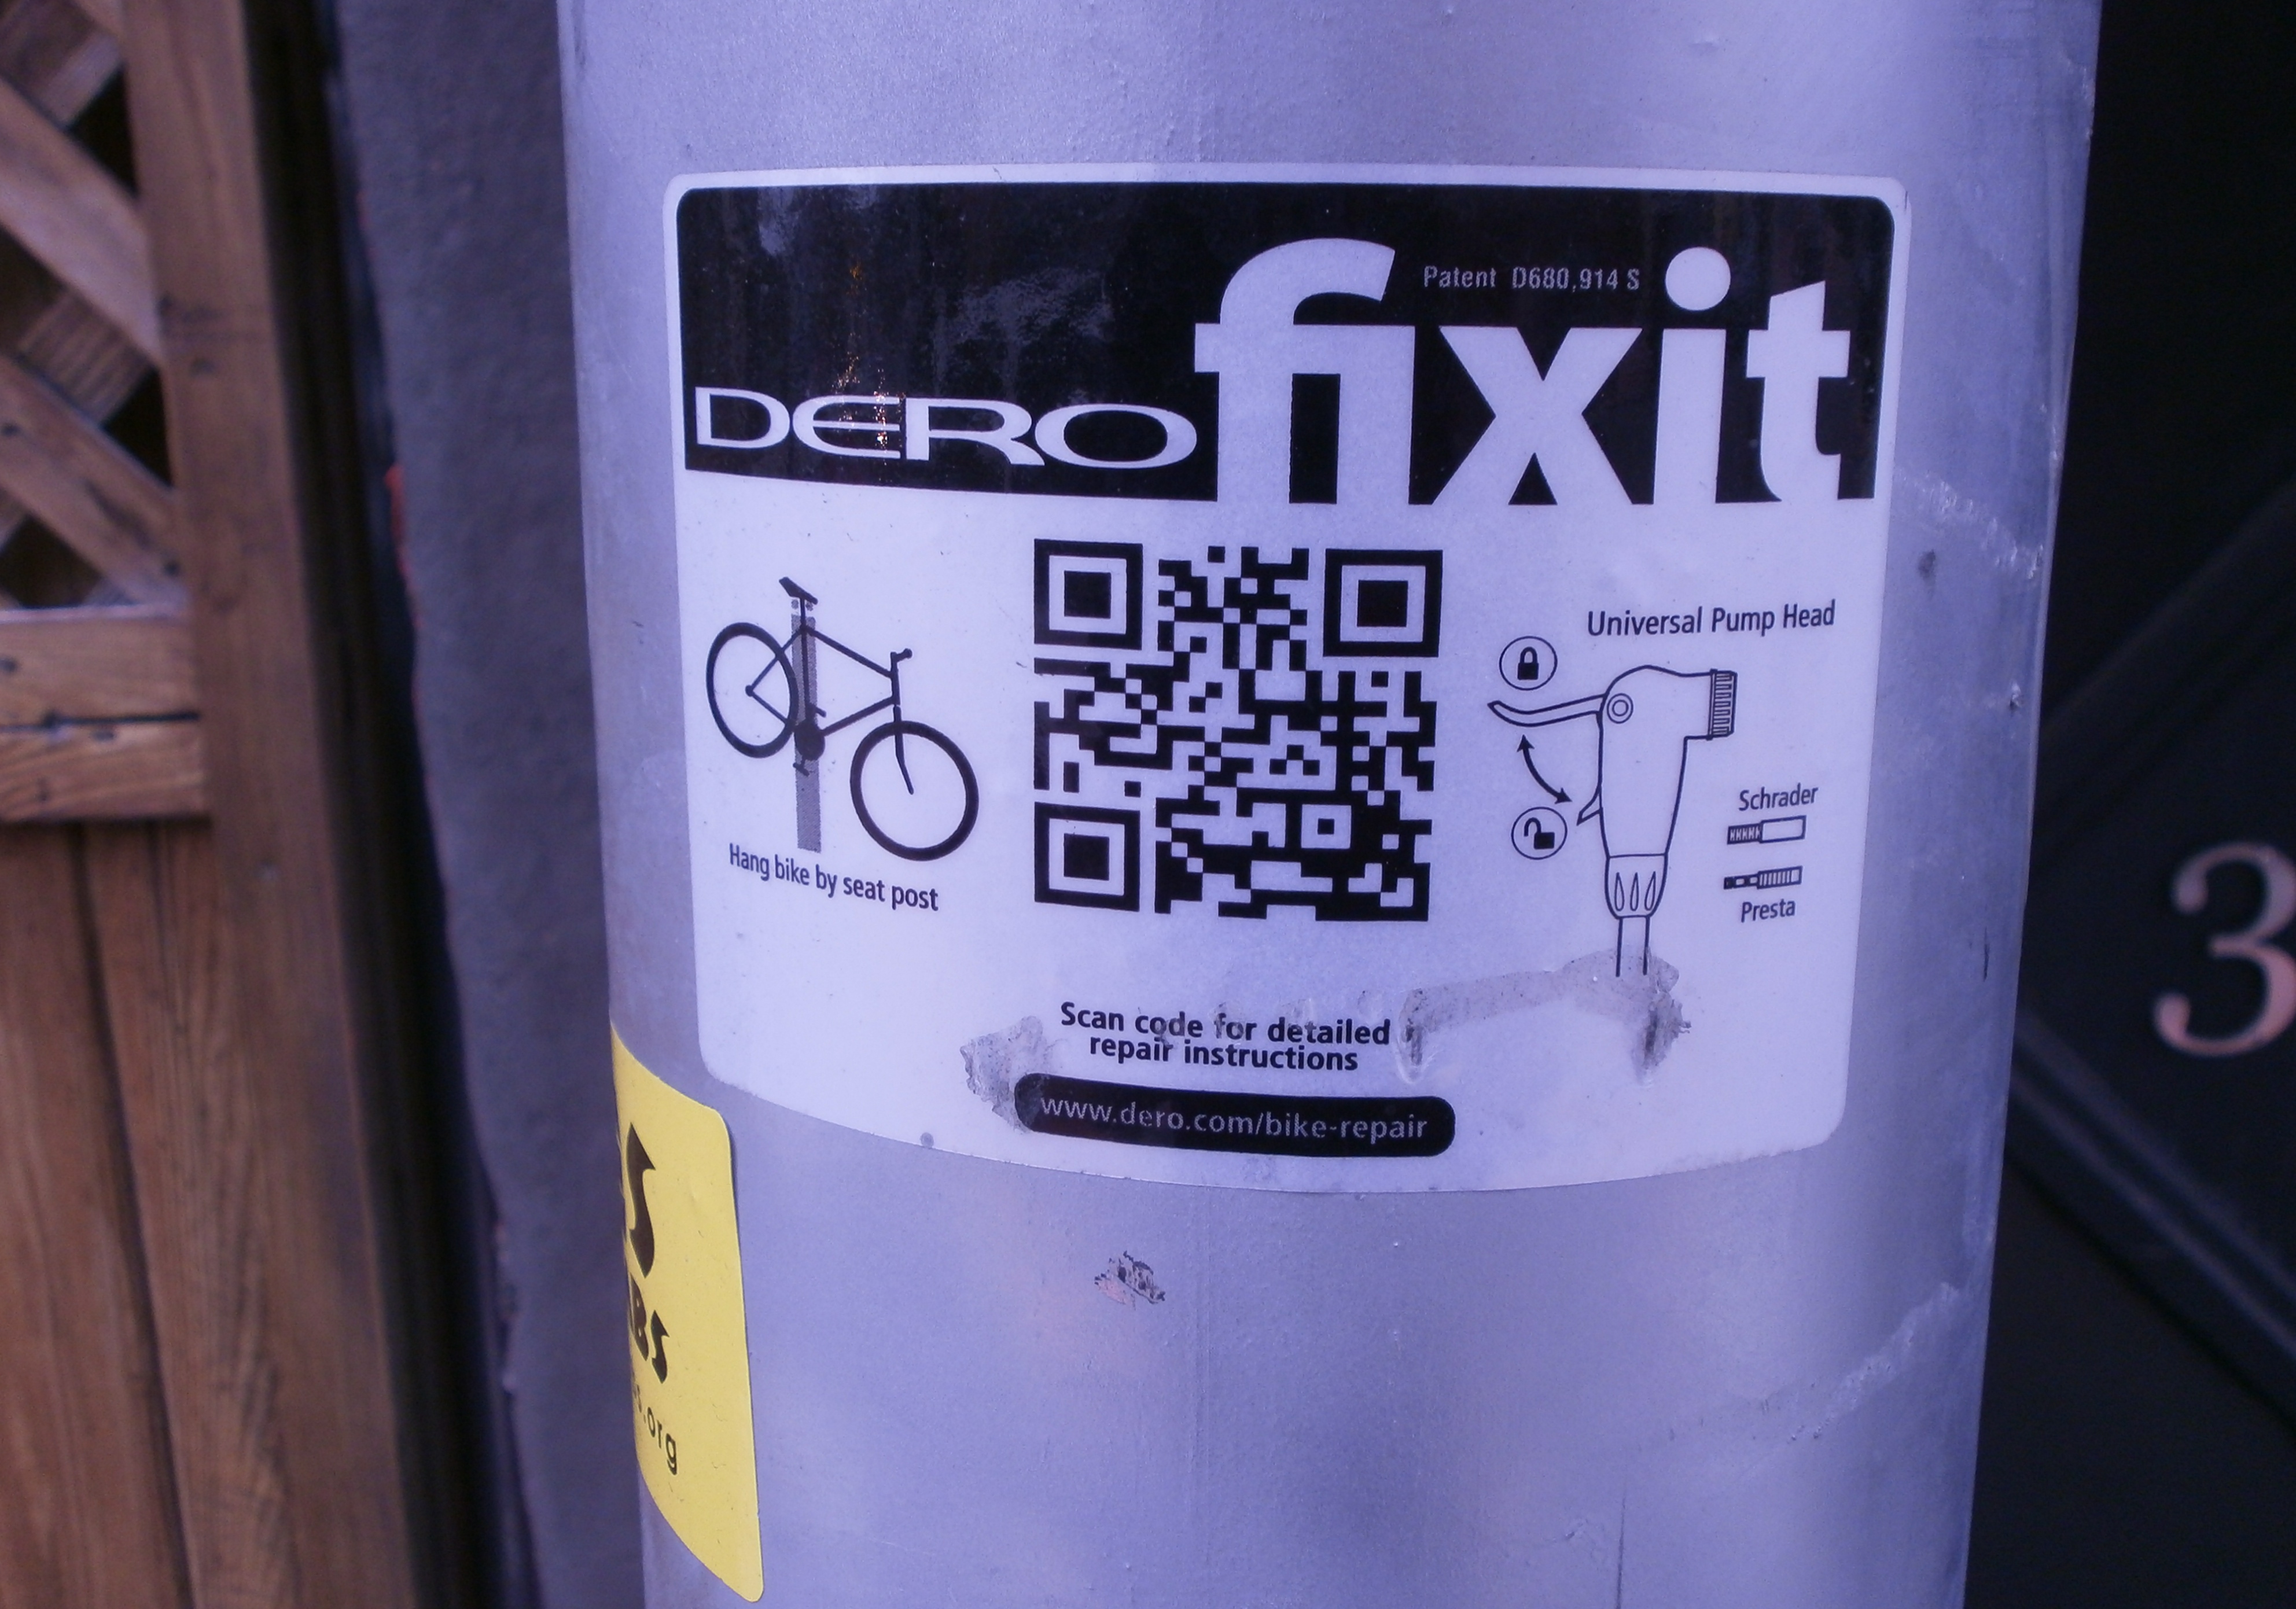 Patent D680,914 S
DERO fixit
Universal Pump Head
Schrader
Presta
Hang bike by seat post
Scan code for detailed
repair instructions
www.dero.com/bike-repair
.org
3